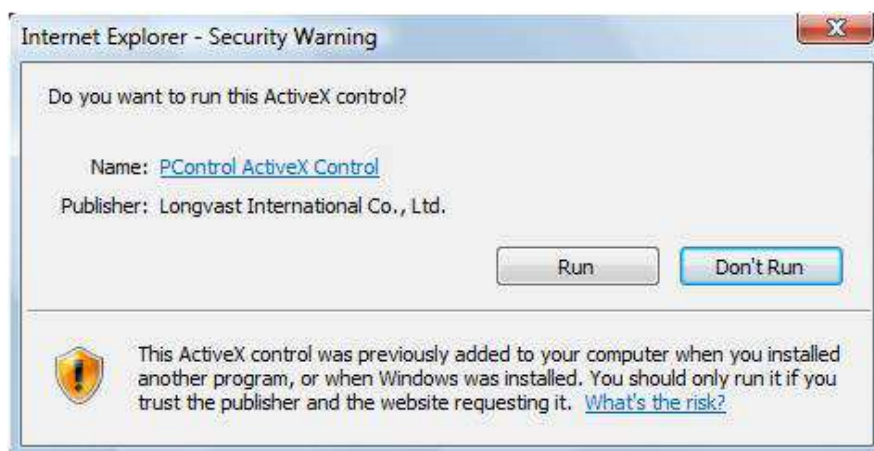 Internet Explorer - Security Warning
Do you want to run this ActiveX control?
Name: PControl ActiveX Control
Publisher: Longvast International Co., Ltd.
Run Don't Run
This ActiveX control was previously added to your computer when you installed
another program, or when Windows was installed. You should only run it if you
trust the publisher and the website requesting it. What's the risk?